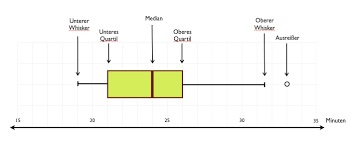 Unterer
Whisker
Unteres
Quartil
Median
Oberes
Quartil
Oberer
Whisker
Ausreißer
15
20
25
30
35
Minuten